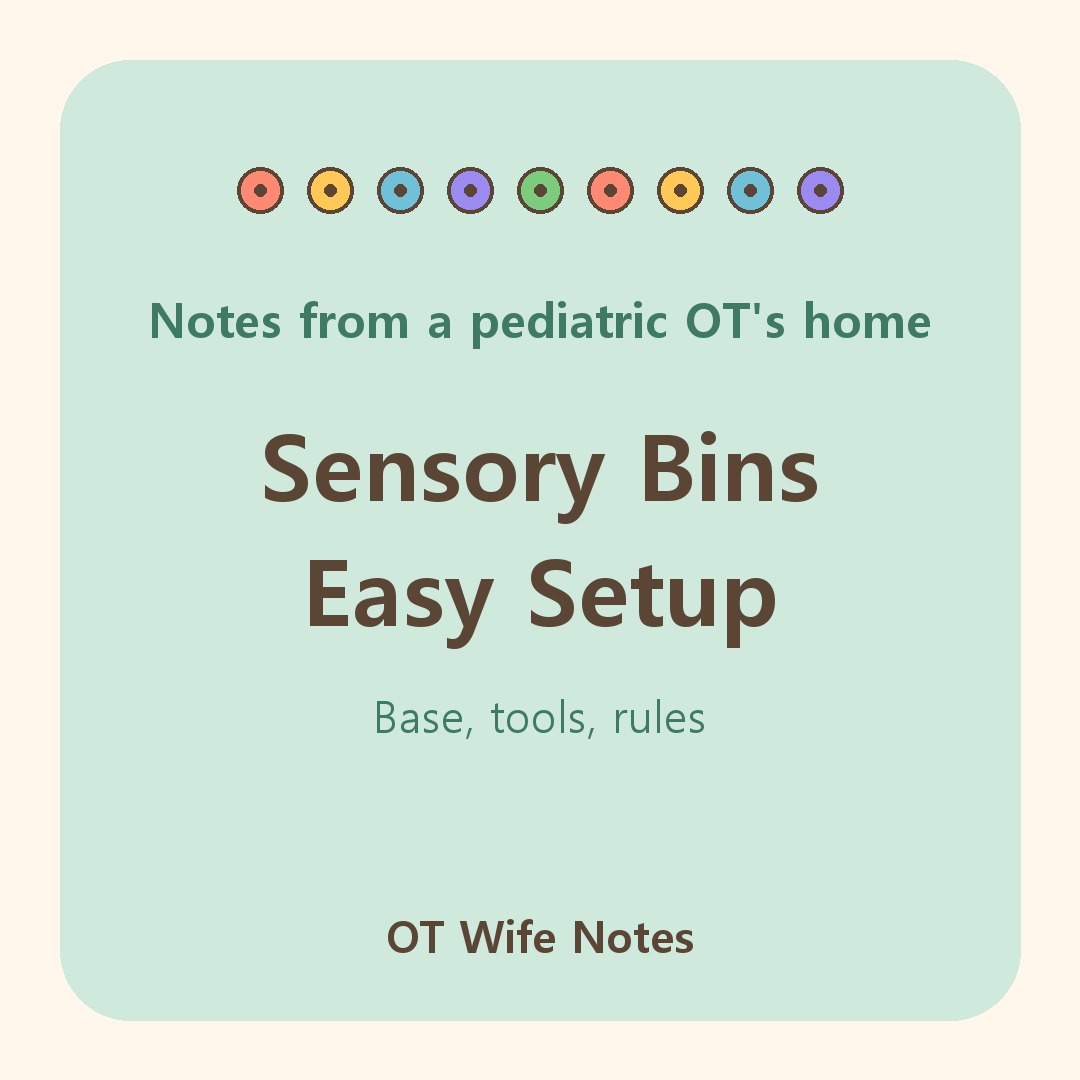 Notes from a pediatric OT's home
Sensory Bins
Easy Setup
Base, tools, rules
OT Wife Notes